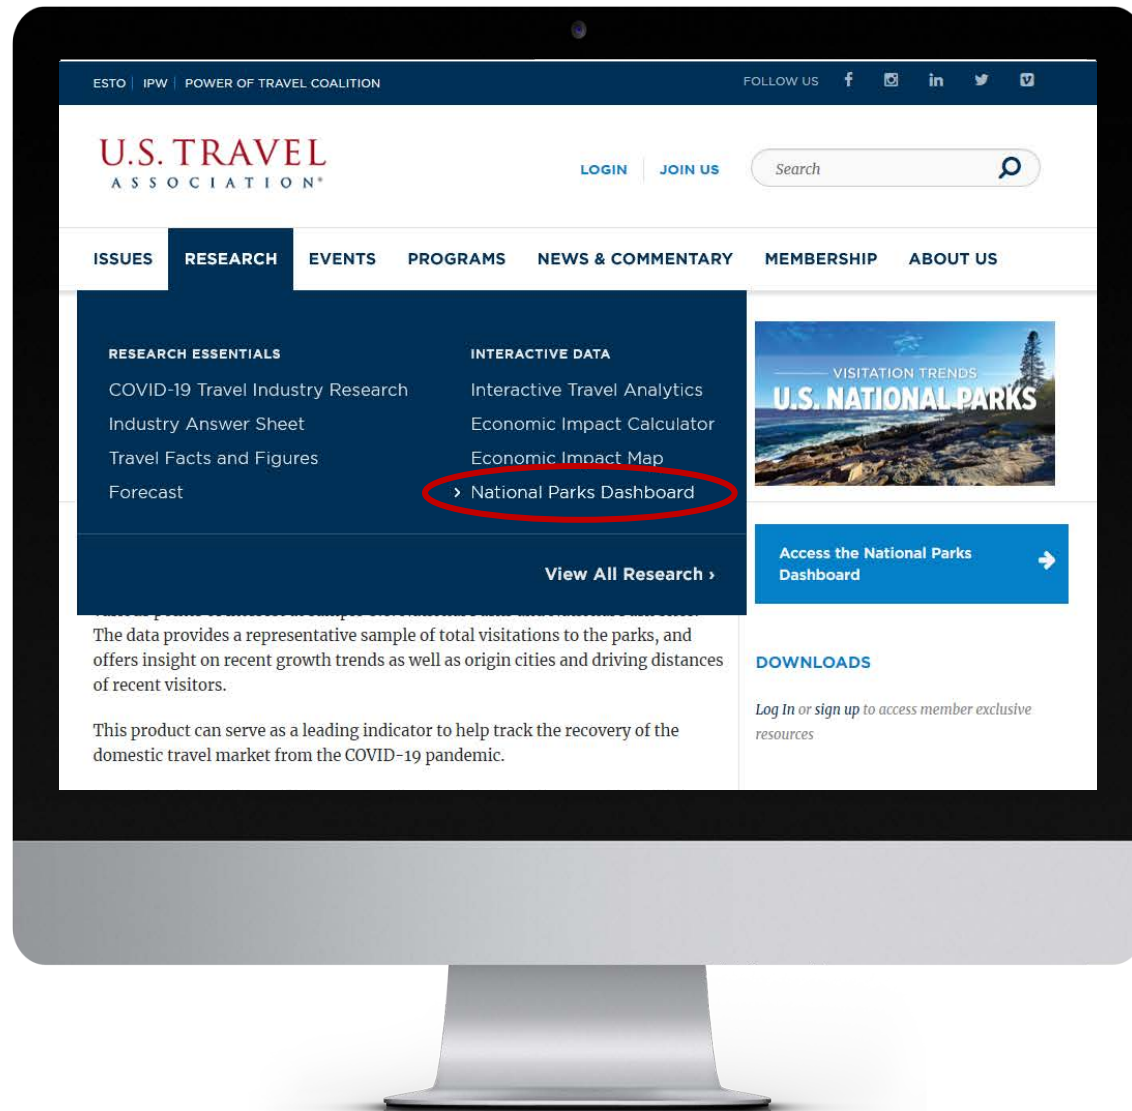 ESTO | IPW | POWER OF TRAVEL COALITION
FOLLOW US
U.S. TRAVEL
ASSOCIATION®
LOGIN
JOIN US
Search
ISSUES RESEARCH EVENTS PROGRAMS NEWS & COMMENTARY MEMBERSHIP ABOUT US
RESEARCH ESSENTIALS
COVID-19 Travel Industry Research
Industry Answer Sheet
Travel Facts and Figures
Forecast
INTERACTIVE DATA
Interactive Travel Analytics
Economic Impact Calculator
Economic Impact Map
› National Parks Dashboard
View All Research ›
VISITATION TRENDS
U.S. NATIONAL PARKS
Access the National Parks
Dashboard
The data provides a representative sample of total visitations to the parks, and
offers insight on recent growth trends as well as origin cities and driving distances
of recent visitors.
This product can serve as a leading indicator to help track the recovery of the
domestic travel market from the COVID-19 pandemic.
DOWNLOADS
Log In or sign up to access member exclusive
resources